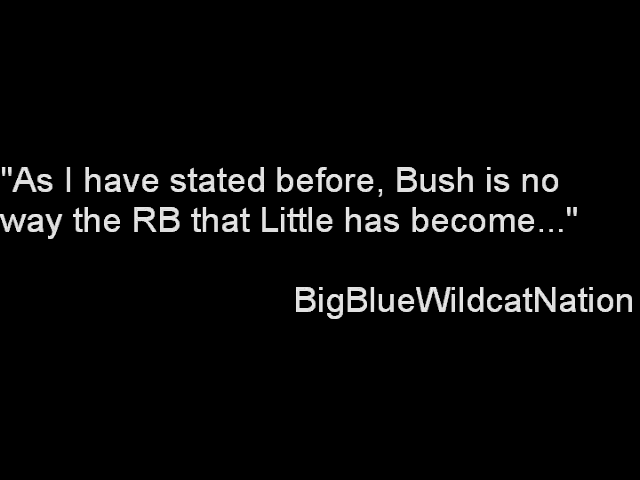 "As I have stated before, Bush is no
way the RB that Little has become..."
BigBlueWildcatNation